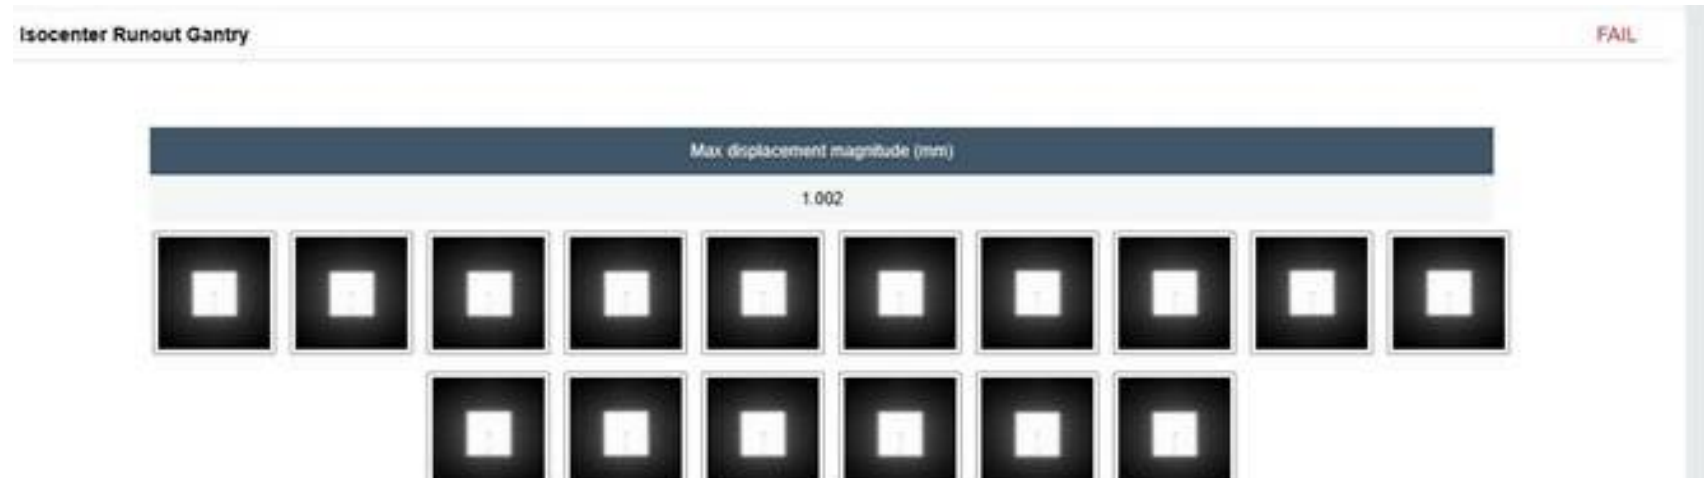 Isocenter Runout Gantry
FAIL
Max displacement magnitude (mm)
1.002